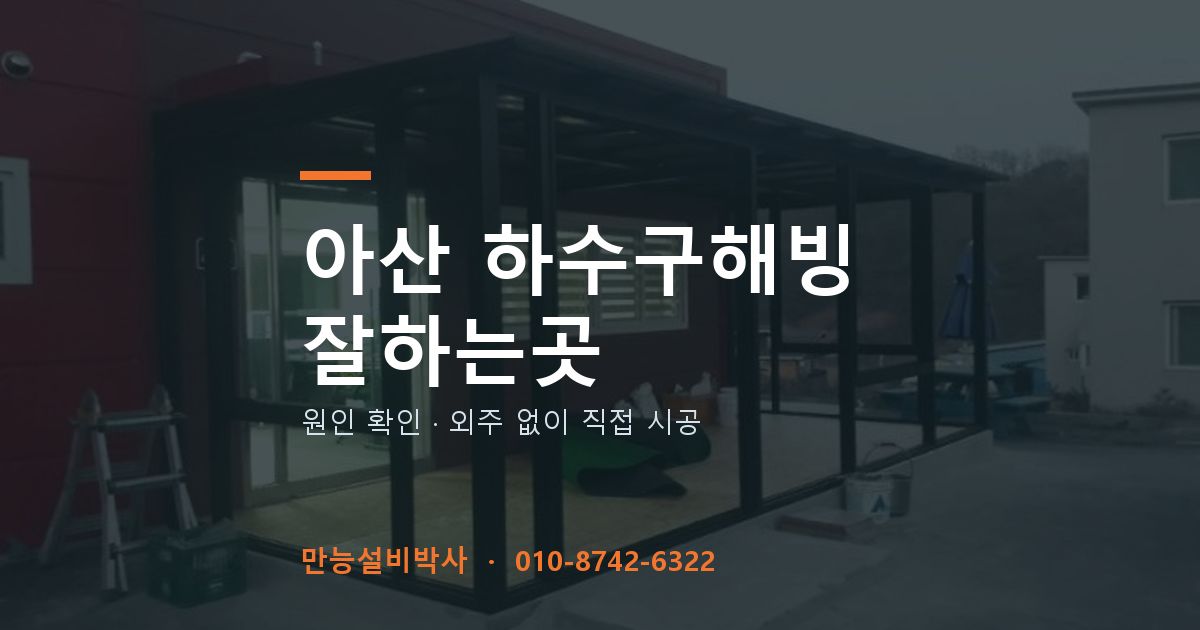 아산 하수구해빙
잘하는곳
원인 확인 · 외주 없이 직접 시공
만능설비박사 · 010-8742-6322